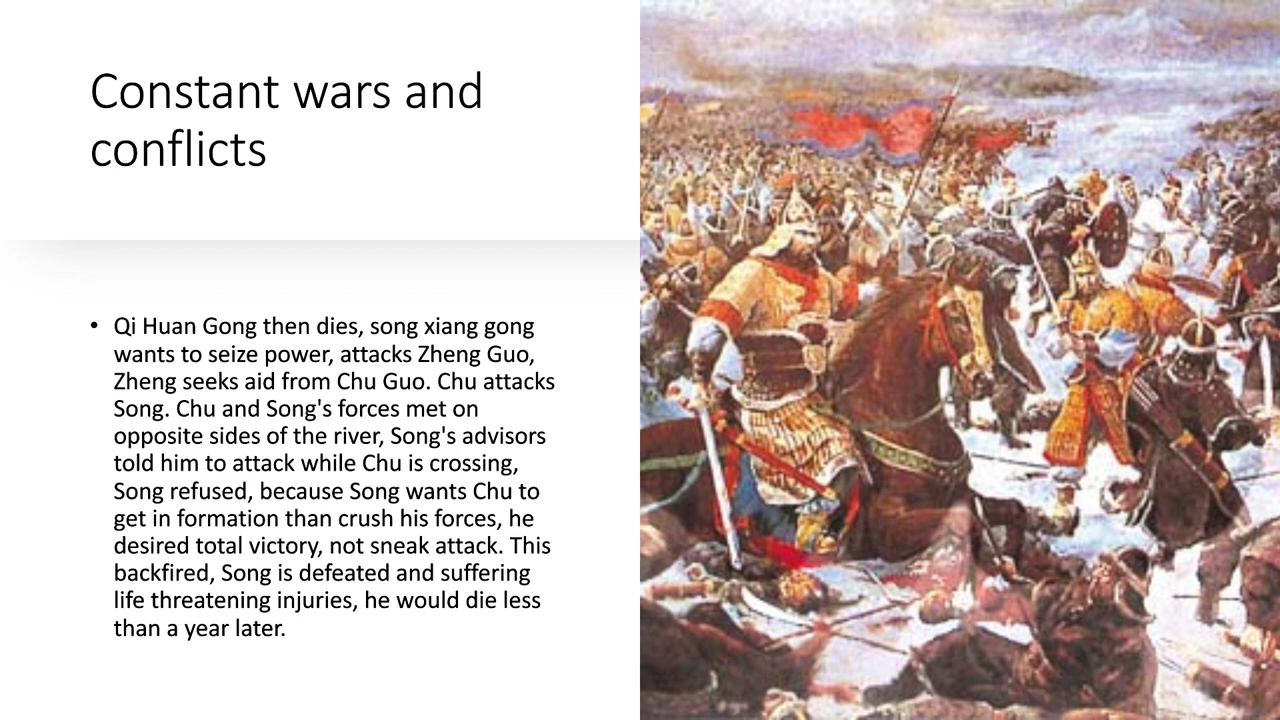 Constant wars and
conflicts
• Qi Huan Gong then dies, song xiang gong
wants to seize power, attacks Zheng Guo,
Zheng seeks aid from Chu Guo. Chu attacks
Song. Chu and Song's forces met on
opposite sides of the river, Song's advisors
told him to attack while Chu is crossing,
Song refused, because Song wants Chu to
get in formation than crush his forces, he
desired total victory, not sneak attack. This
backfired, Song is defeated and suffering
life threatening injuries, he would die less
than a year later.